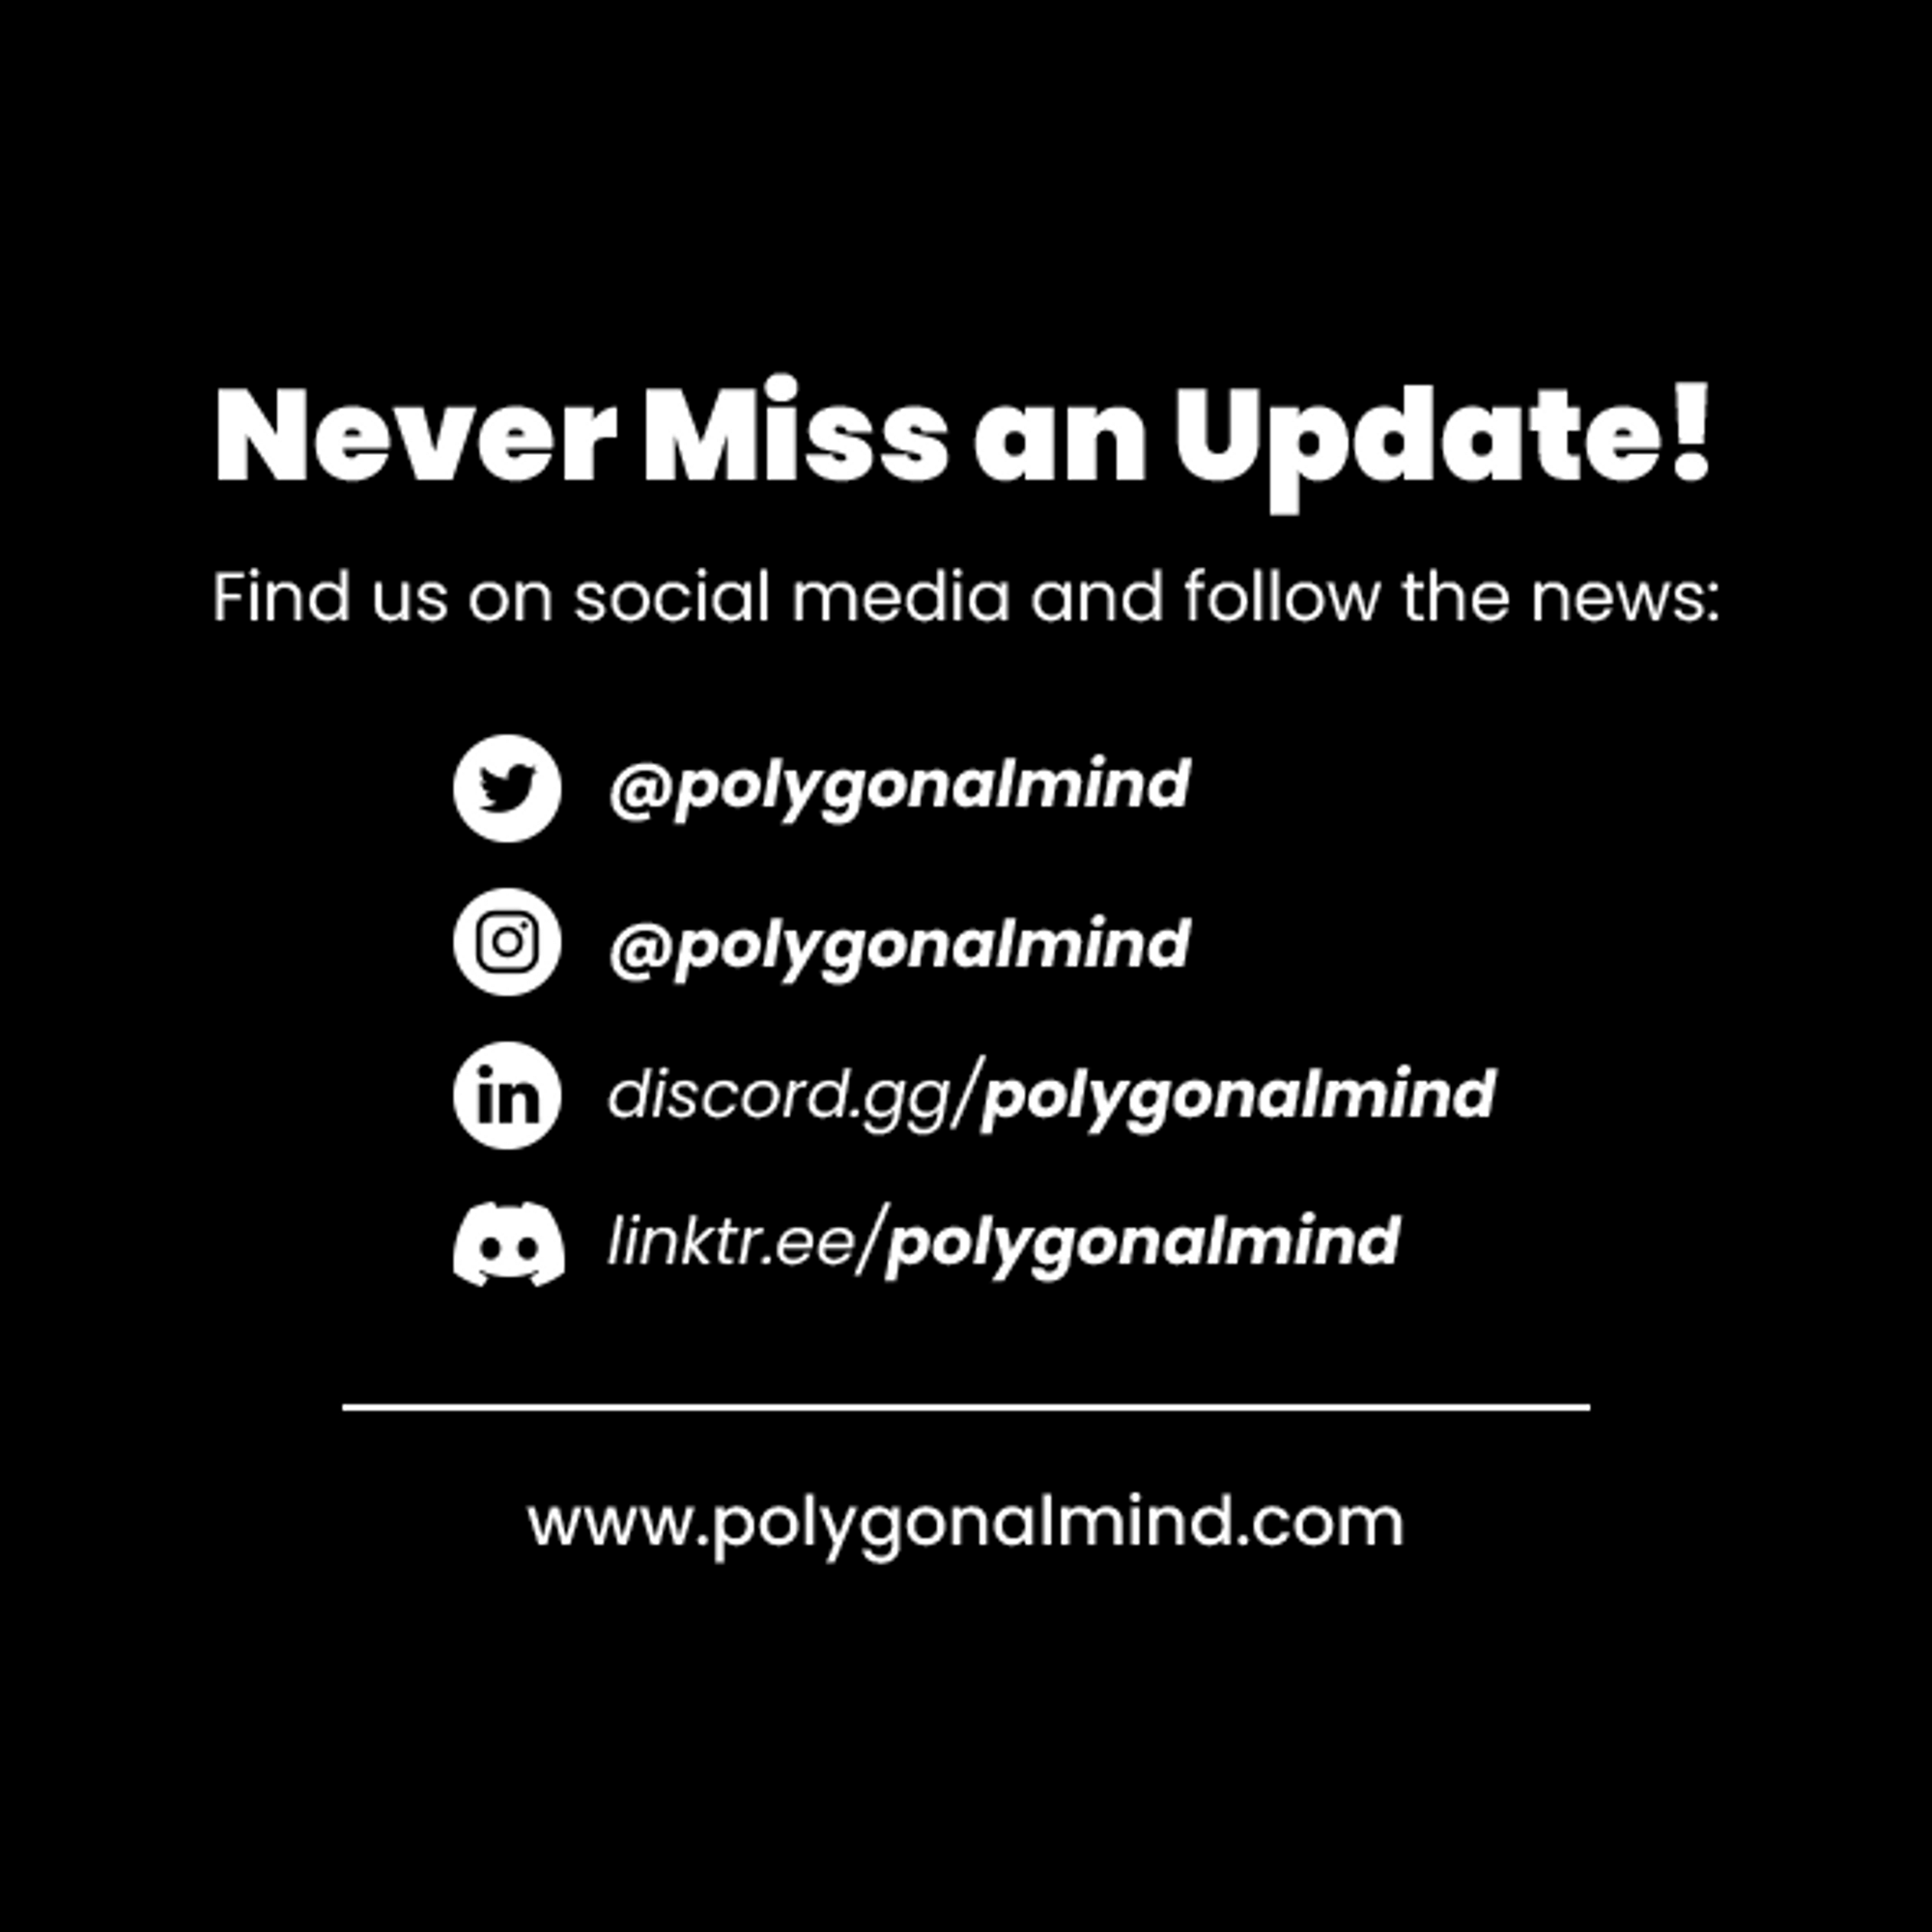 Never Miss an Update!
Find us on social media and follow the news:
@polygonalmind
@polygonalmind
in discord.gg/polygonalmind
linktr.ee/polygonalmind
www.polygonalmind.com